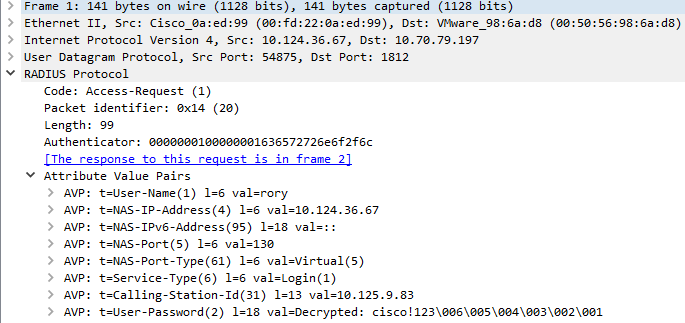 Frame 1: 141 bytes on wire (1128 bits), 141 bytes captured (1128 bits)
Ethernet II, Src: Cisco_0a:ed:99 (00:fd:22:0a:ed:99), Dst: VMware_98:6a:d8 (00:50:56:98:6a:d8)
Internet Protocol Version 4, Src: 10.124.36.67, Dst: 10.70.79.197
User Datagram Protocol, Src Port: 54875, Dst Port: 1812
RADIUS Protocol
Code: Access-Request (1)
Packet identifier: 0x14 (20)
Length: 99
Authenticator: 0000000100000001636572726e6f2f6c
[The response to this request is in frame 2]
Attribute Value Pairs
AVP: t=User-Name(1) l=6 val=rory
AVP: t=NAS-IP-Address(4) l=6 val=10.124.36.67
AVP: t=NAS-IPv6-Address(95) l=18 val=::
AVP: t=NAS-Port(5) l=6 val=130
AVP: t=NAS-Port-Type(61) l=6 val=Virtual(5)
AVP: t=Service-Type(6) l=6 val=Login(1)
AVP: t=Calling-Station-Id(31) l=13 val=10.125.9.83
AVP: t=User-Password(2) l=18 val=Decrypted: cisco!123\006\005\004\003\002\001